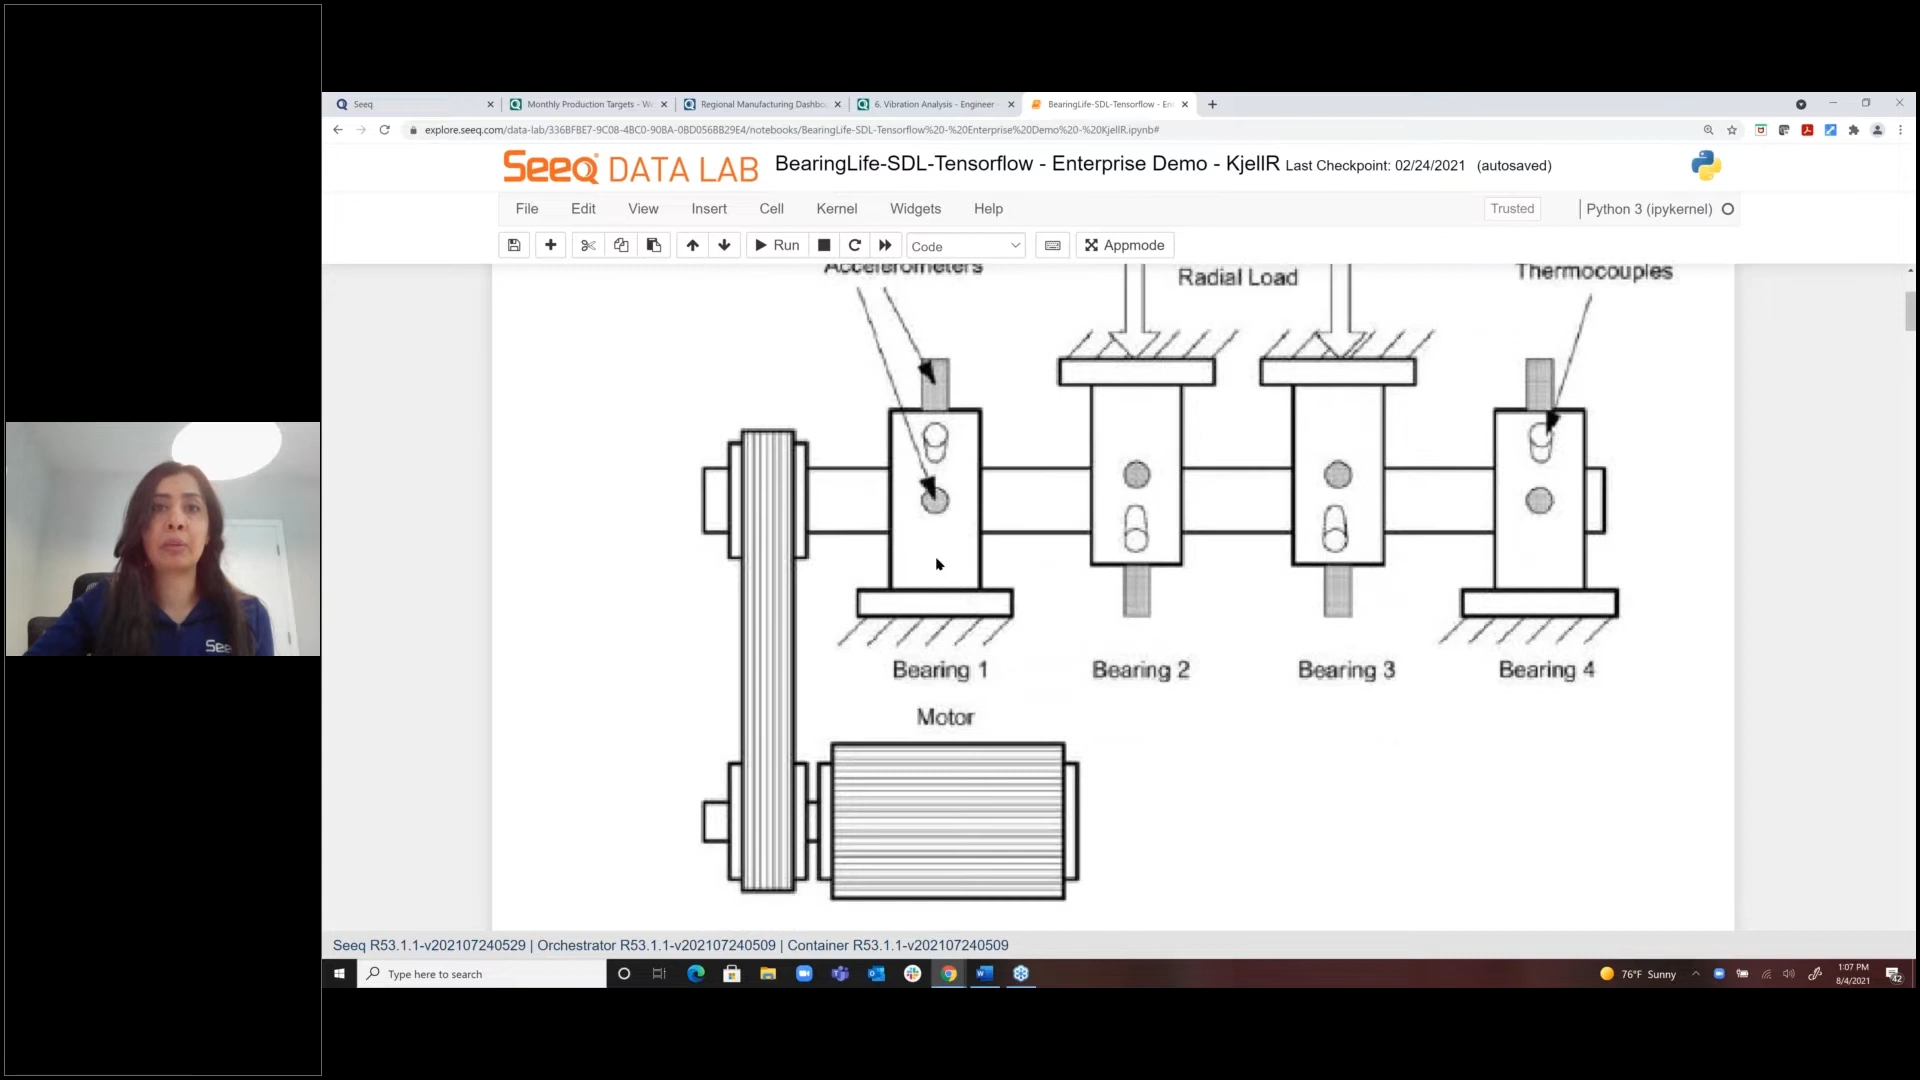 Seeq
Monthly Production Targets - Wo
Regional Manufacturing Dashbo
6. Vibration Analysis - Engineer
BearingLife-SDL-Tensorflow - En
explore.seeq.com/data-lab/336BFBE7-9C08-4BC0-90BA-0BD056BB29E4/notebooks/BearingLife-SDL-Tensorflow%20-%20Enterprise%20Demo%20-%20KjellR.ipynb#
Seeq DATA LAB BearingLife-SDL-Tensorflow - Enterprise Demo - KjellR Last Checkpoint: 02/24/2021 (autosaved)
File Edit View Insert Cell Kernel Widgets Help Trusted Python 3 (ipykernel)
Run Code Appmode
Accelerometers
Radial Load
Thermocouples
Bearing 1 Bearing 2 Bearing 3 Bearing 4
Motor
See
Seeq R53.1.1-v202107240529 | Orchestrator R53.1.1-v202107240509 | Container R53.1.1-v202107240509
Type here to search
76°F Sunny
1:07 PM
8/4/2021
42